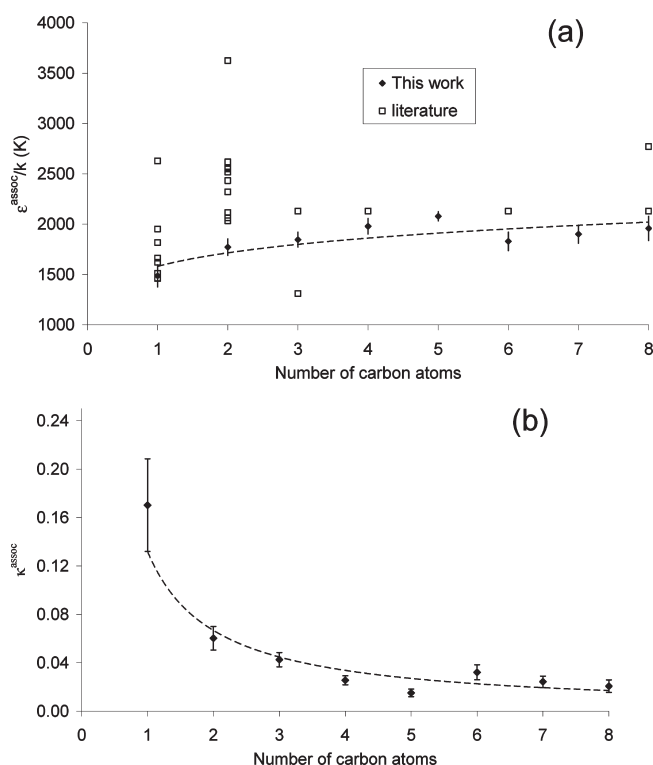 (a)
4000
3500
3000
2500
2000
1500
1000
ε^assoc/k (K)
This work
literature
0 1 2 3 4 5 6 7 8
Number of carbon atoms
(b)
0.24
0.20
0.16
0.12
0.08
0.04
0.00
κ^assoc
0 1 2 3 4 5 6 7 8
Number of carbon atoms